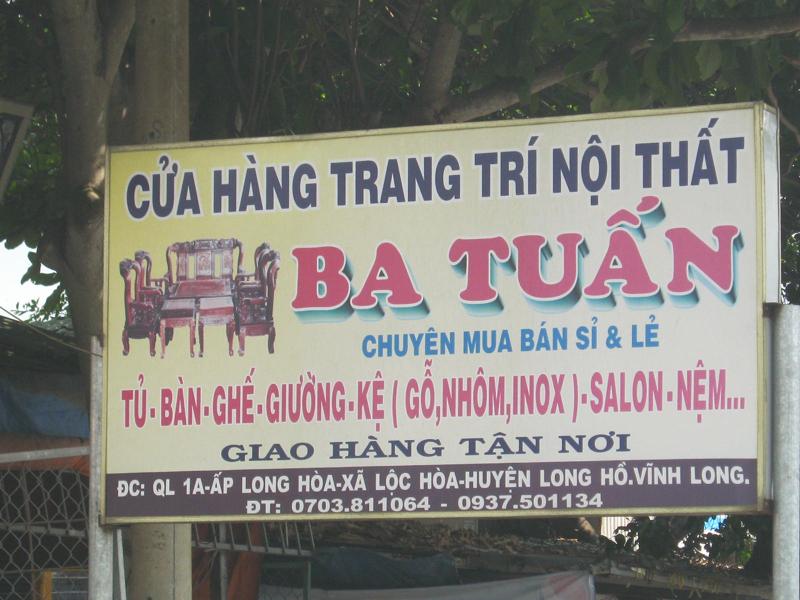 CỬA HÀNG TRANG TRÍ NỘI THẤT
BA TUẤN
CHUYÊN MUA BÁN SỈ & LẺ
TỦ - BÀN - GHẾ - GIƯỜNG - KỆ ( GỖ,NHÔM,INOX ) - SALON - NỆM...
GIAO HÀNG TẬN NƠI
ĐC: QL 1A-ẤP LONG HÒA-XÃ LỘC HÒA-HUYỆN LONG HỒ.VĨNH LONG.
ĐT: 0703.811064 - 0937.501134